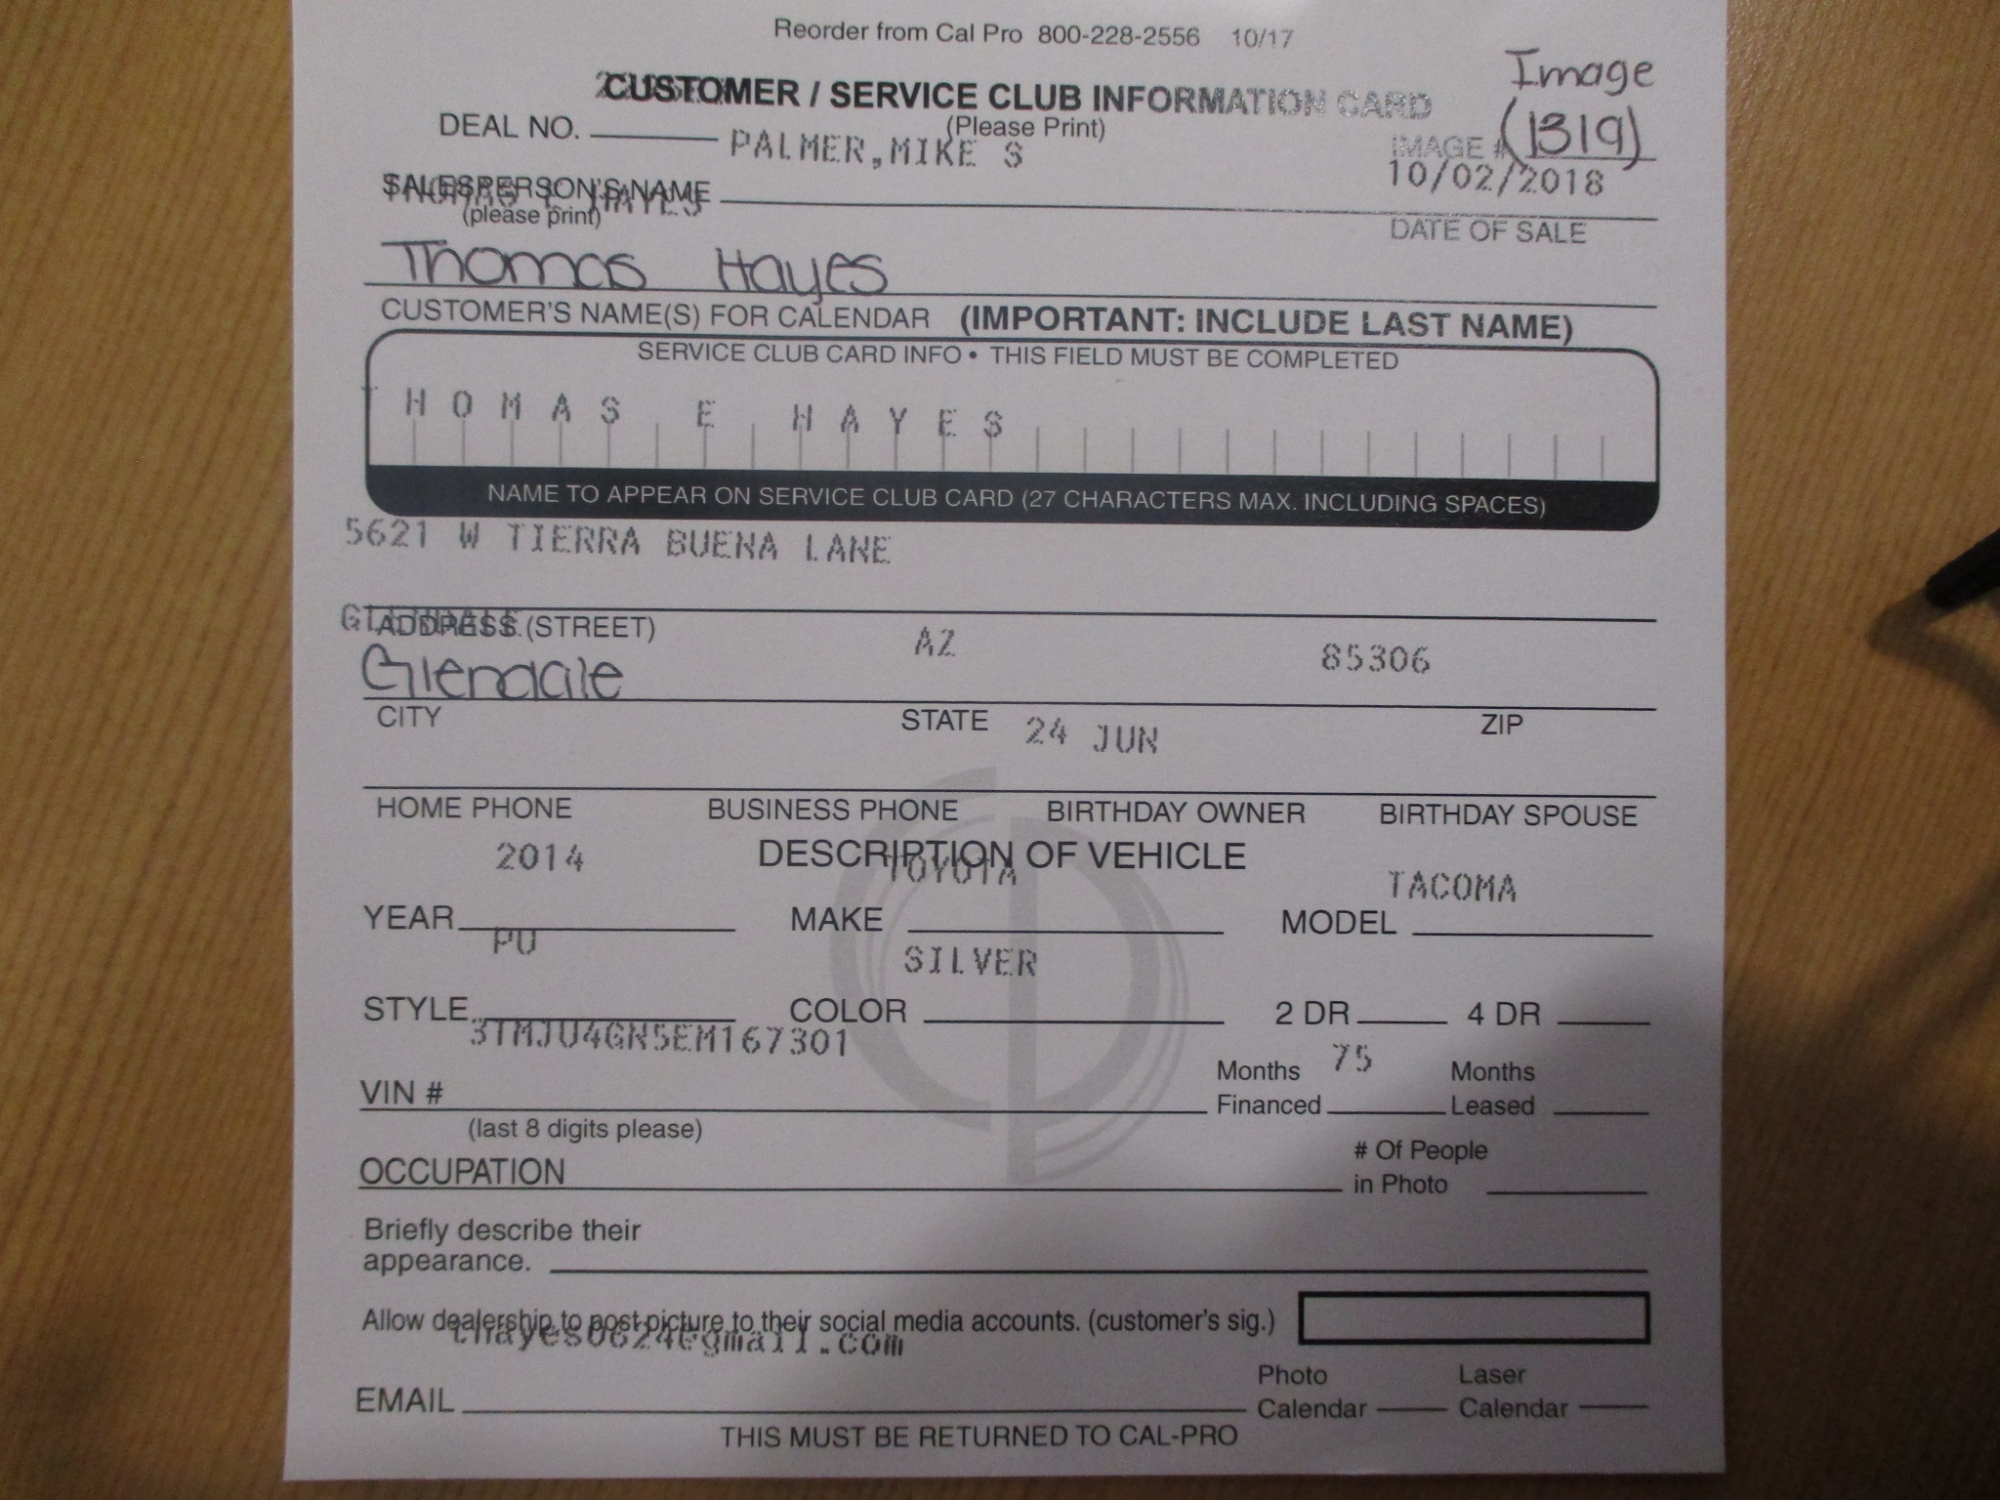 Reorder from Cal Pro 800-228-2556 10/17
Image
CUSTOMER / SERVICE CLUB INFORMATION CARD
(Please Print)
DEAL NO.
PALMER,MIKE S
IMAGE # (1319)
10/02/2018
SALESPERSON'S NAME
(please print)
DATE OF SALE
Thomas Hayes
CUSTOMER'S NAME(S) FOR CALENDAR (IMPORTANT: INCLUDE LAST NAME)
SERVICE CLUB CARD INFO • THIS FIELD MUST BE COMPLETED
THOMAS E HAYES
NAME TO APPEAR ON SERVICE CLUB CARD (27 CHARACTERS MAX. INCLUDING SPACES)
5621 W TIERRA BUENA LANE
GLENDALE
ADDRESS (STREET)
Glendale AZ 85306
CITY STATE ZIP
24 JUN
HOME PHONE BUSINESS PHONE BIRTHDAY OWNER BIRTHDAY SPOUSE
DESCRIPTION OF VEHICLE
2014 TOYOTA TACOMA
YEAR MAKE MODEL
PU SILVER
STYLE COLOR 2 DR 4 DR
3TMJU4GN5EM167301
VIN #
(last 8 digits please)
Months Financed 75 Months Leased
OCCUPATION
# Of People in Photo
Briefly describe their
appearance.
Allow dealership to post picture to their social media accounts. (customer's sig.)
thayes0624@gmail.com
EMAIL
Photo Calendar Laser Calendar
THIS MUST BE RETURNED TO CAL-PRO